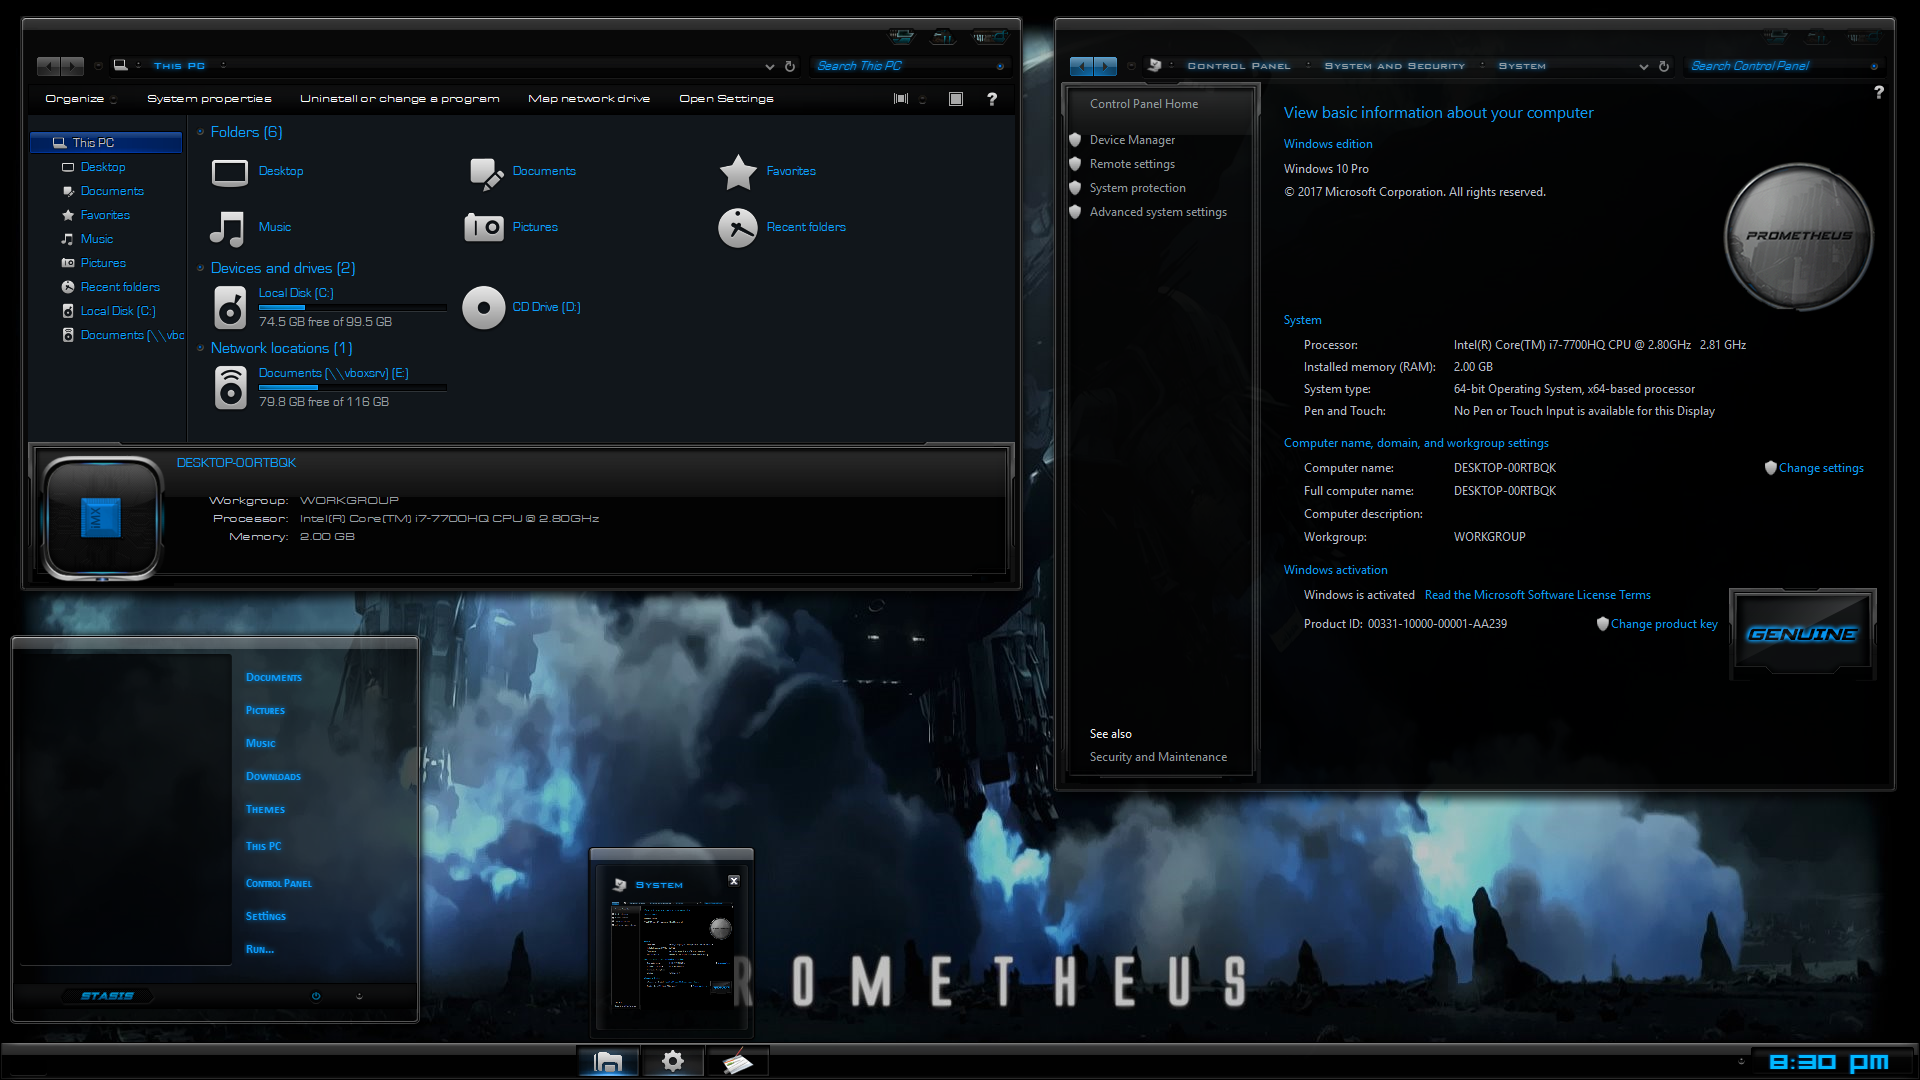 This PC
Search This PC
Organize
System properties
Uninstall or change a program
Map network drive
Open Settings
?
This PC
Desktop
Documents
Favorites
Music
Pictures
Recent folders
Local Disk (C:)
Documents (\\vbo
Folders (6)
Desktop
Documents
Favorites
Music
Pictures
Recent folders
Devices and drives (2)
Local Disk (C:)
74.5 GB free of 99.5 GB
CD Drive (D:)
Network locations (1)
Documents (\\vboxsrv) (E:)
79.8 GB free of 116 GB
IMX
DESKTOP-00RTBQK
Workgroup: WORKGROUP
Processor: Intel(R) Core(TM) i7-7700HQ CPU @ 2.80GHz
Memory: 2.00 GB
Control Panel
System and Security
System
Search Control Panel
?
Control Panel Home
Device Manager
Remote settings
System protection
Advanced system settings
See also
Security and Maintenance
View basic information about your computer
Windows edition
Windows 10 Pro
© 2017 Microsoft Corporation. All rights reserved.
PROMETHEUS
System
Processor: Intel(R) Core(TM) i7-7700HQ CPU @ 2.80GHz 2.81 GHz
Installed memory (RAM): 2.00 GB
System type: 64-bit Operating System, x64-based processor
Pen and Touch: No Pen or Touch Input is available for this Display
Computer name, domain, and workgroup settings
Computer name: DESKTOP-00RTBQK
Change settings
Full computer name: DESKTOP-00RTBQK
Computer description:
Workgroup: WORKGROUP
Windows activation
Windows is activated Read the Microsoft Software License Terms
Product ID: 00331-10000-00001-AA239
Change product key
GENUINE
Documents
Pictures
Music
Downloads
Themes
This PC
Control Panel
Settings
Run...
STASIS
System
ROMETHEUS
8:30 pm